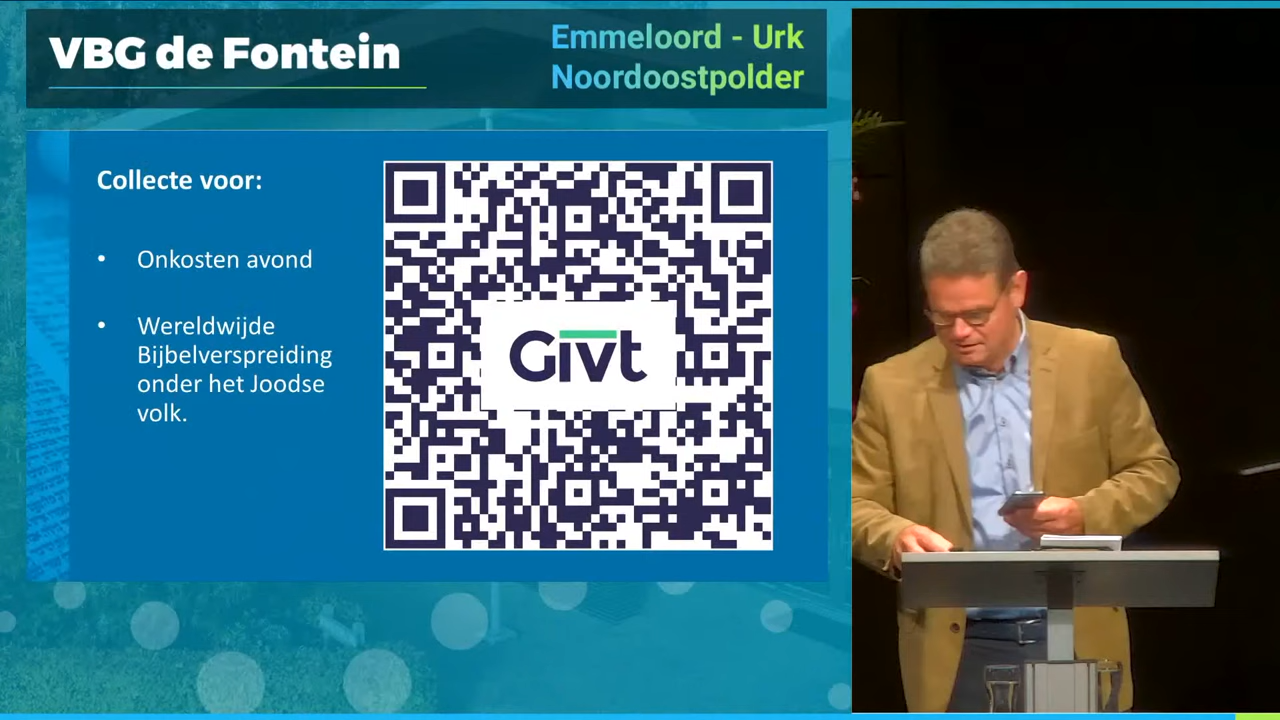 VBG de Fontein
Emmeloord - Urk
Noordoostpolder
Collecte voor:
• Onkosten avond
• Wereldwijde
Bijbelverspreiding
onder het Joodse
volk.
Givt